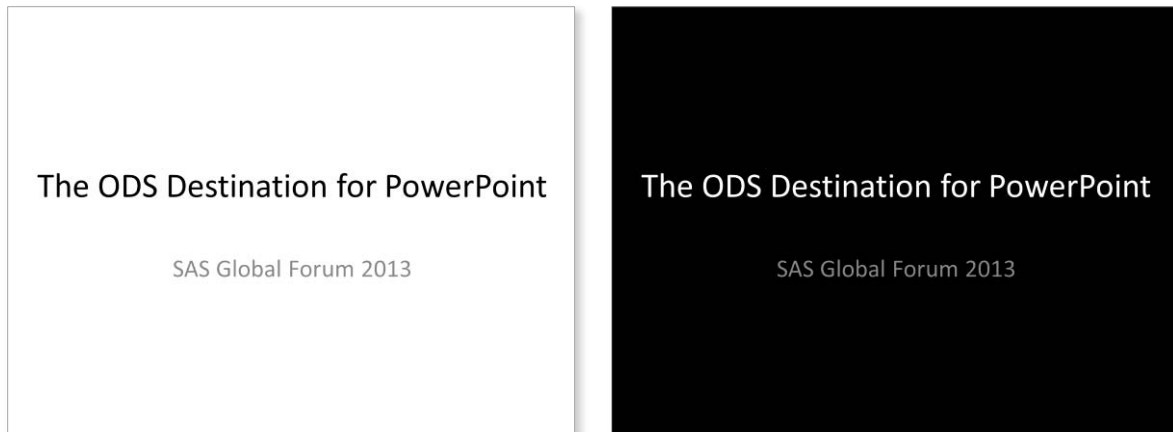 The ODS Destination for PowerPoint
SAS Global Forum 2013
The ODS Destination for PowerPoint
SAS Global Forum 2013